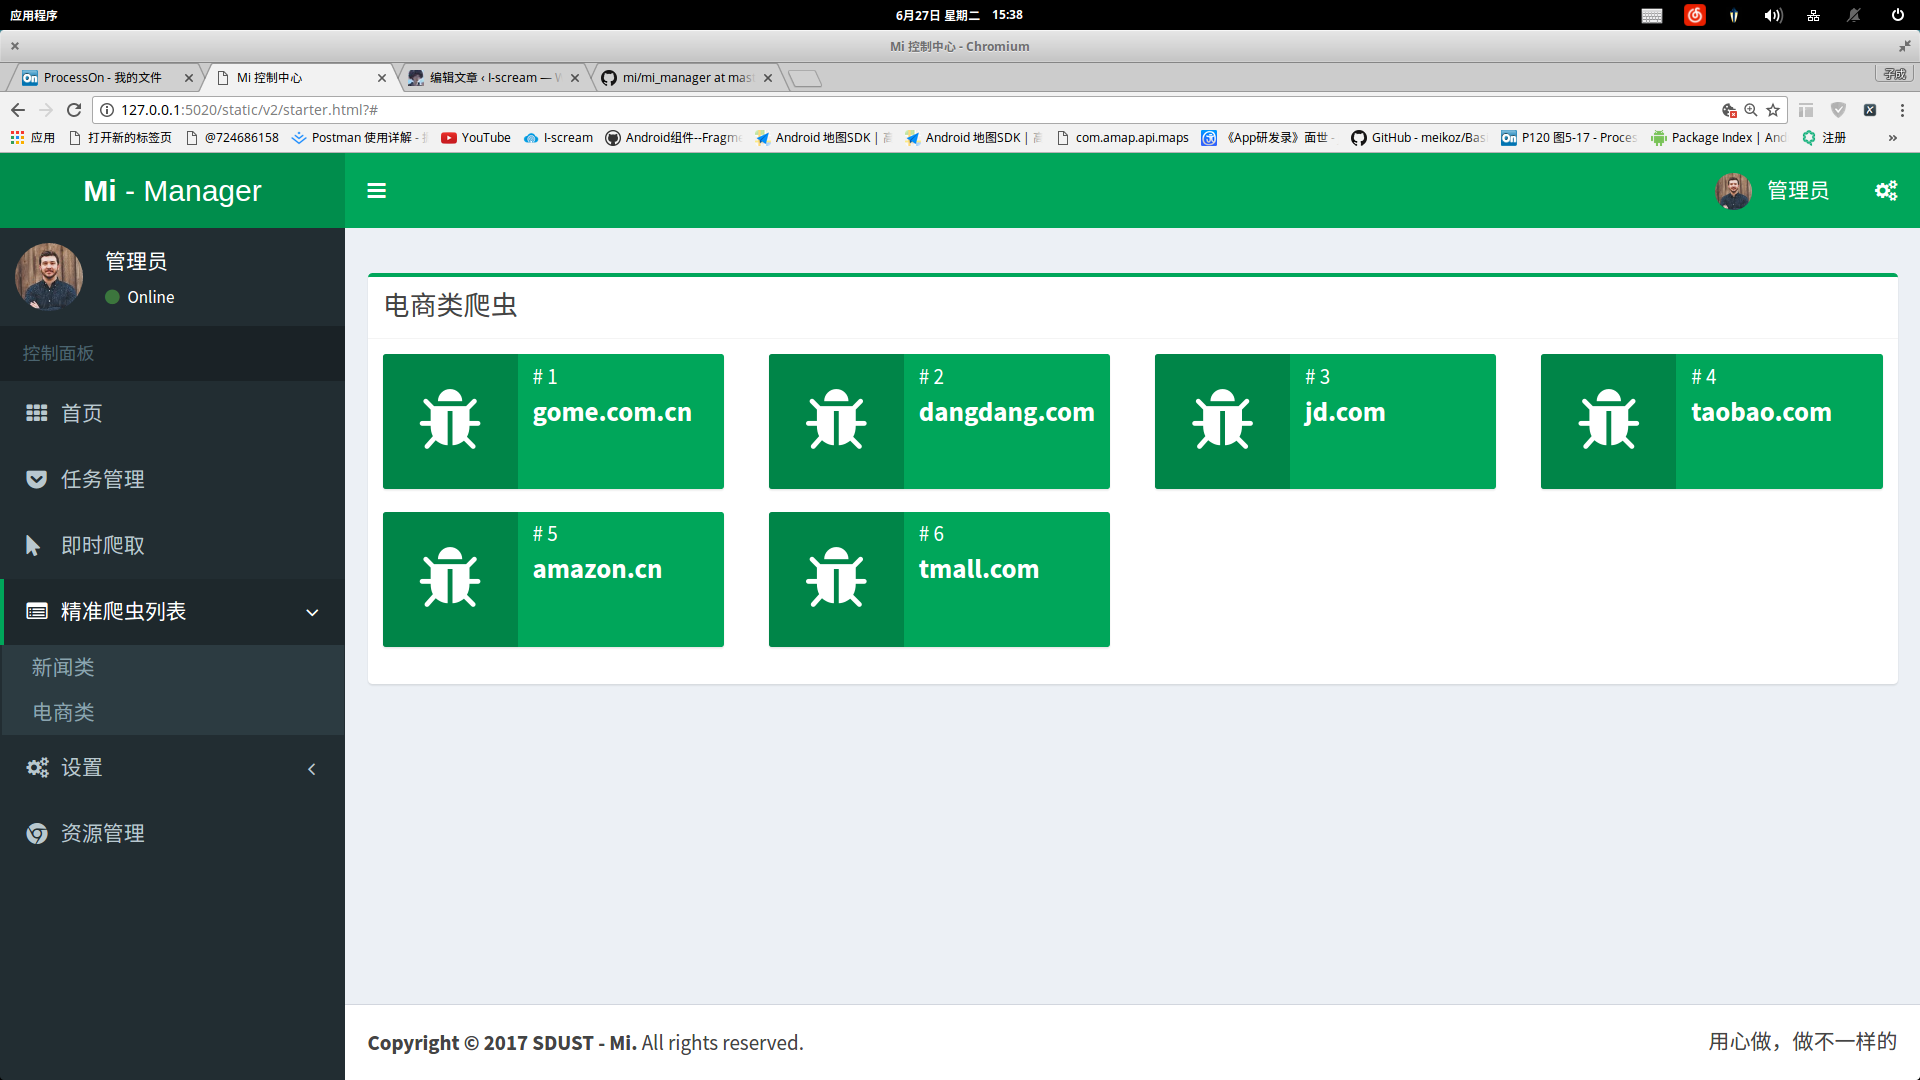 应用程序
6月27日 星期二 15:38
Mi 控制中心 - Chromium
ProcessOn - 我的文件
Mi 控制中心
编辑文章 ‹ I-scream — W
mi/mi_manager at mas
子成
127.0.0.1:5020/static/v2/starter.html?#
应用
打开新的标签页
@724686158
Postman 使用详解 -
YouTube
I-scream
Android组件--Fragm
Android 地图SDK |
Android 地图SDK |
com.amap.api.maps
《App研发录》面世 -
GitHub - meikoz/Bas
P120 图5-17 - Proces
Package Index | And
注册
»
Mi - Manager
管理员
管理员
Online
控制面板
首页
任务管理
即时爬取
精准爬虫列表
新闻类
电商类
设置
资源管理
电商类爬虫
# 1
gome.com.cn
# 2
dangdang.com
# 3
jd.com
# 4
taobao.com
# 5
amazon.cn
# 6
tmall.com
Copyright © 2017 SDUST - Mi. All rights reserved.
用心做，做不一样的